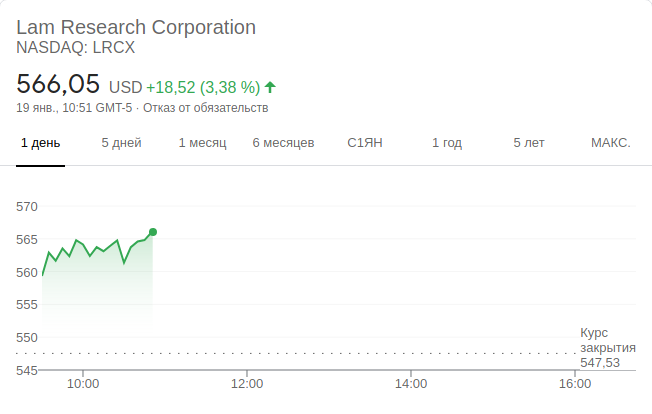 Lam Research Corporation
NASDAQ: LRCX
566,05 USD +18,52 (3,38 %)
19 янв., 10:51 GMT-5 · Отказ от обязательств
1 день 5 дней 1 месяц 6 месяцев С1ЯН 1 год 5 лет МАКС.
570
565
560
555
550
545
Курс
закрытия
547,53
10:00 12:00 14:00 16:00